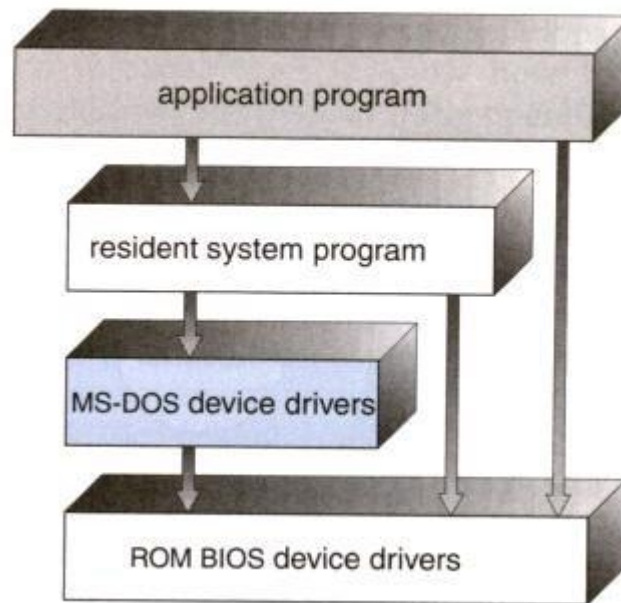 application program
resident system program
MS-DOS device drivers
ROM BIOS device drivers